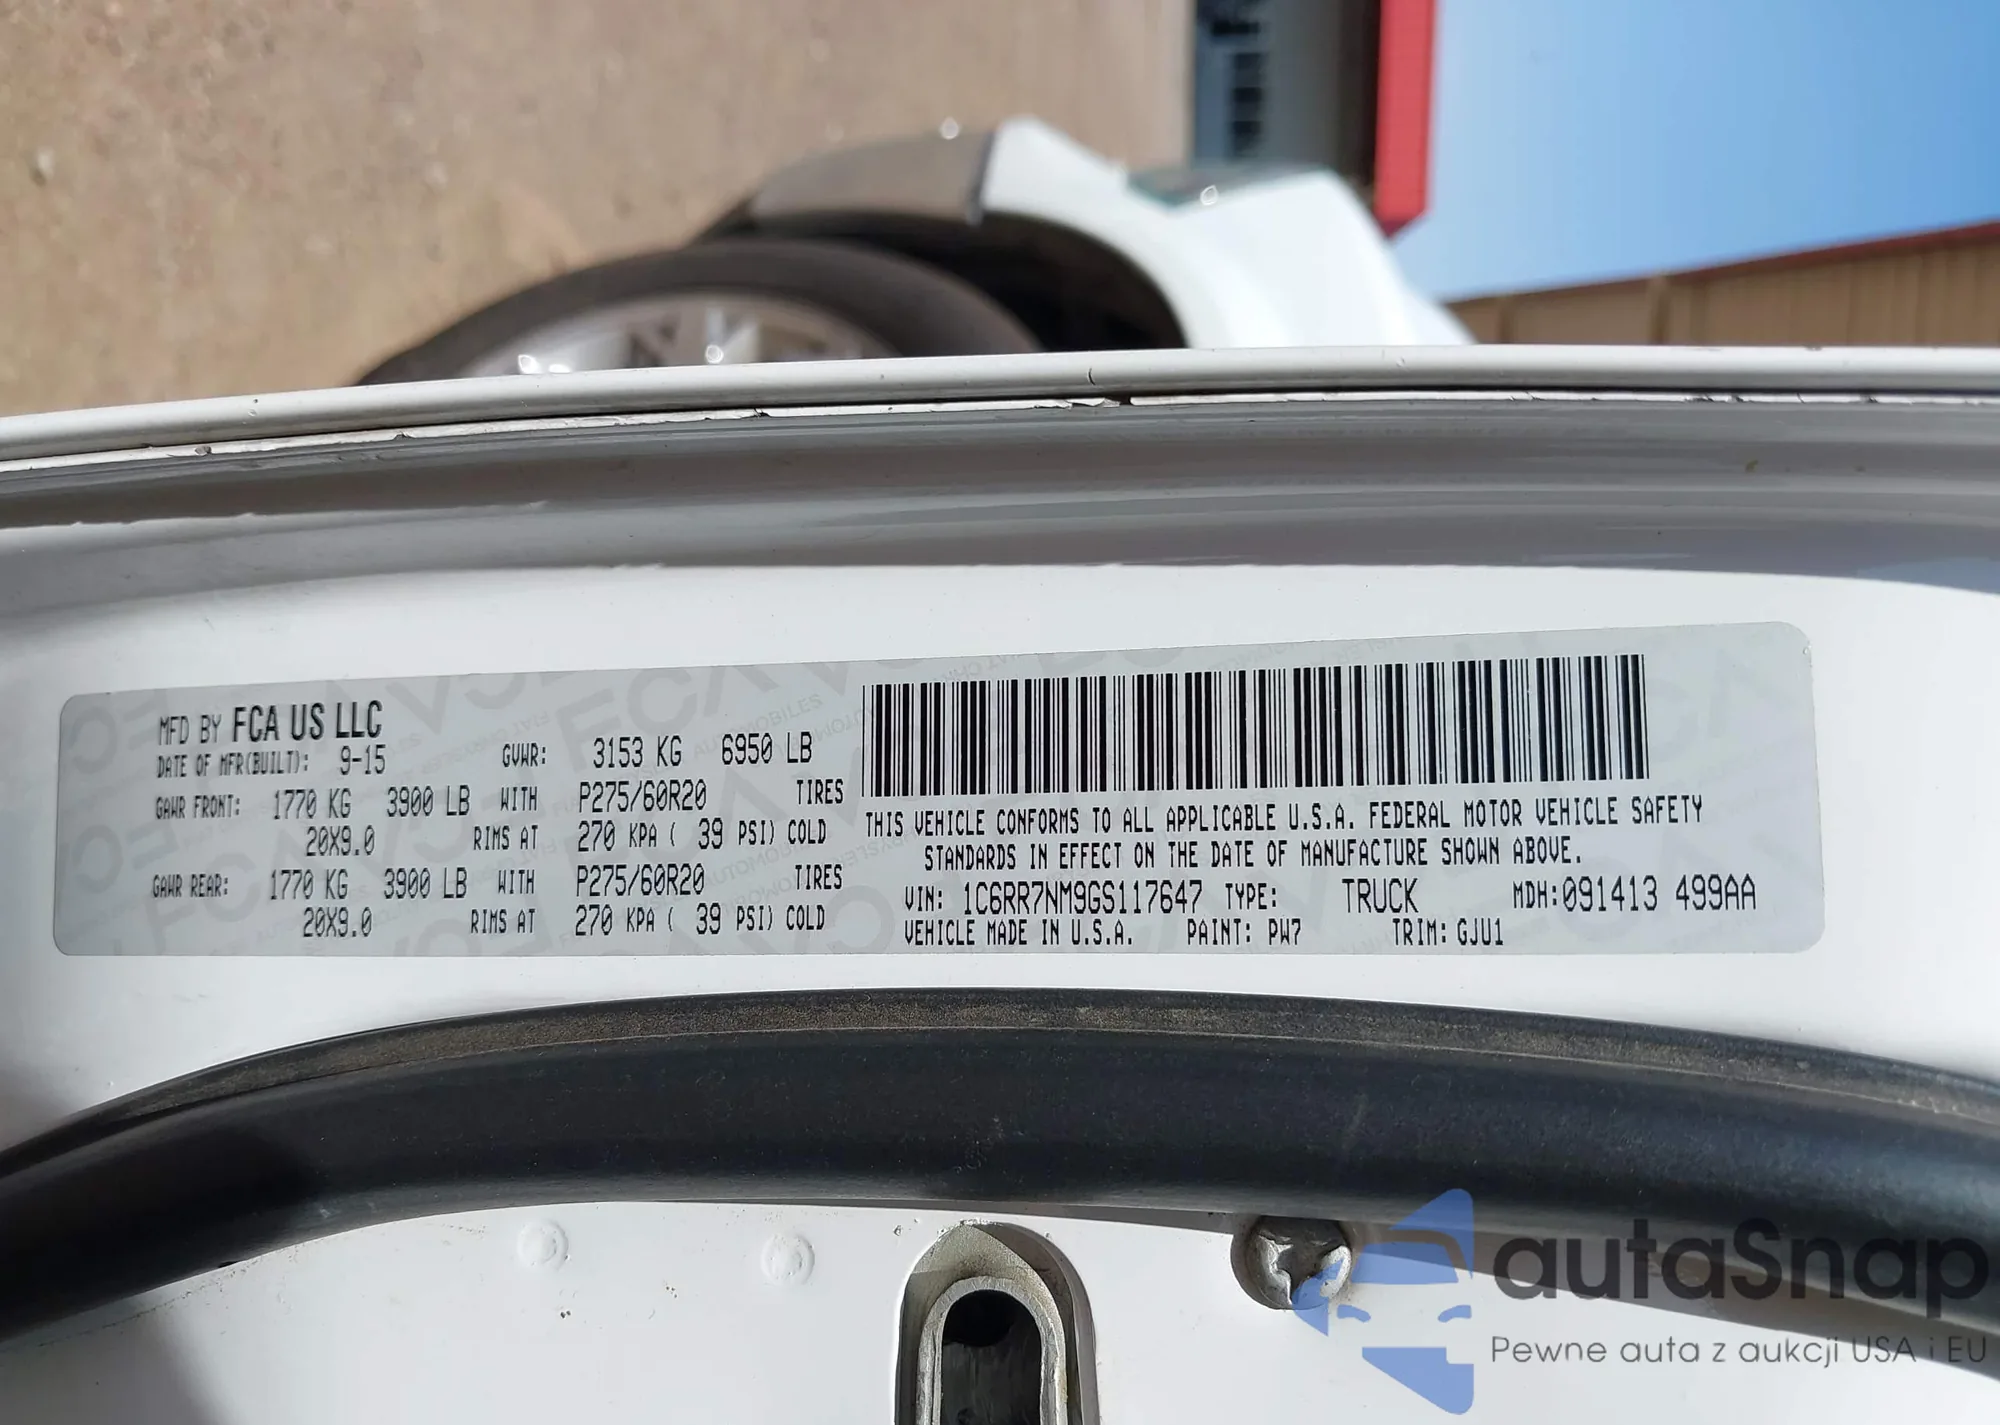 MFD BY FCA US LLC
DATE OF MFR(BUILT): 9-15 GVWR: 3153 KG 6950 LB
GAWR FRONT: 1770 KG 3900 LB WITH P275/60R20 TIRES
20X9.0 RIMS AT 270 KPA ( 39 PSI) COLD
GAWR REAR: 1770 KG 3900 LB WITH P275/60R20 TIRES
20X9.0 RIMS AT 270 KPA ( 39 PSI) COLD
THIS VEHICLE CONFORMS TO ALL APPLICABLE U.S.A. FEDERAL MOTOR VEHICLE SAFETY
STANDARDS IN EFFECT ON THE DATE OF MANUFACTURE SHOWN ABOVE.
VIN: 1C6RR7NM9GS117647 TYPE: TRUCK MDH:091413 499AA
VEHICLE MADE IN U.S.A. PAINT: PW7 TRIM: GJU1
autaSnap
Pewne auta z aukcji USA i EU